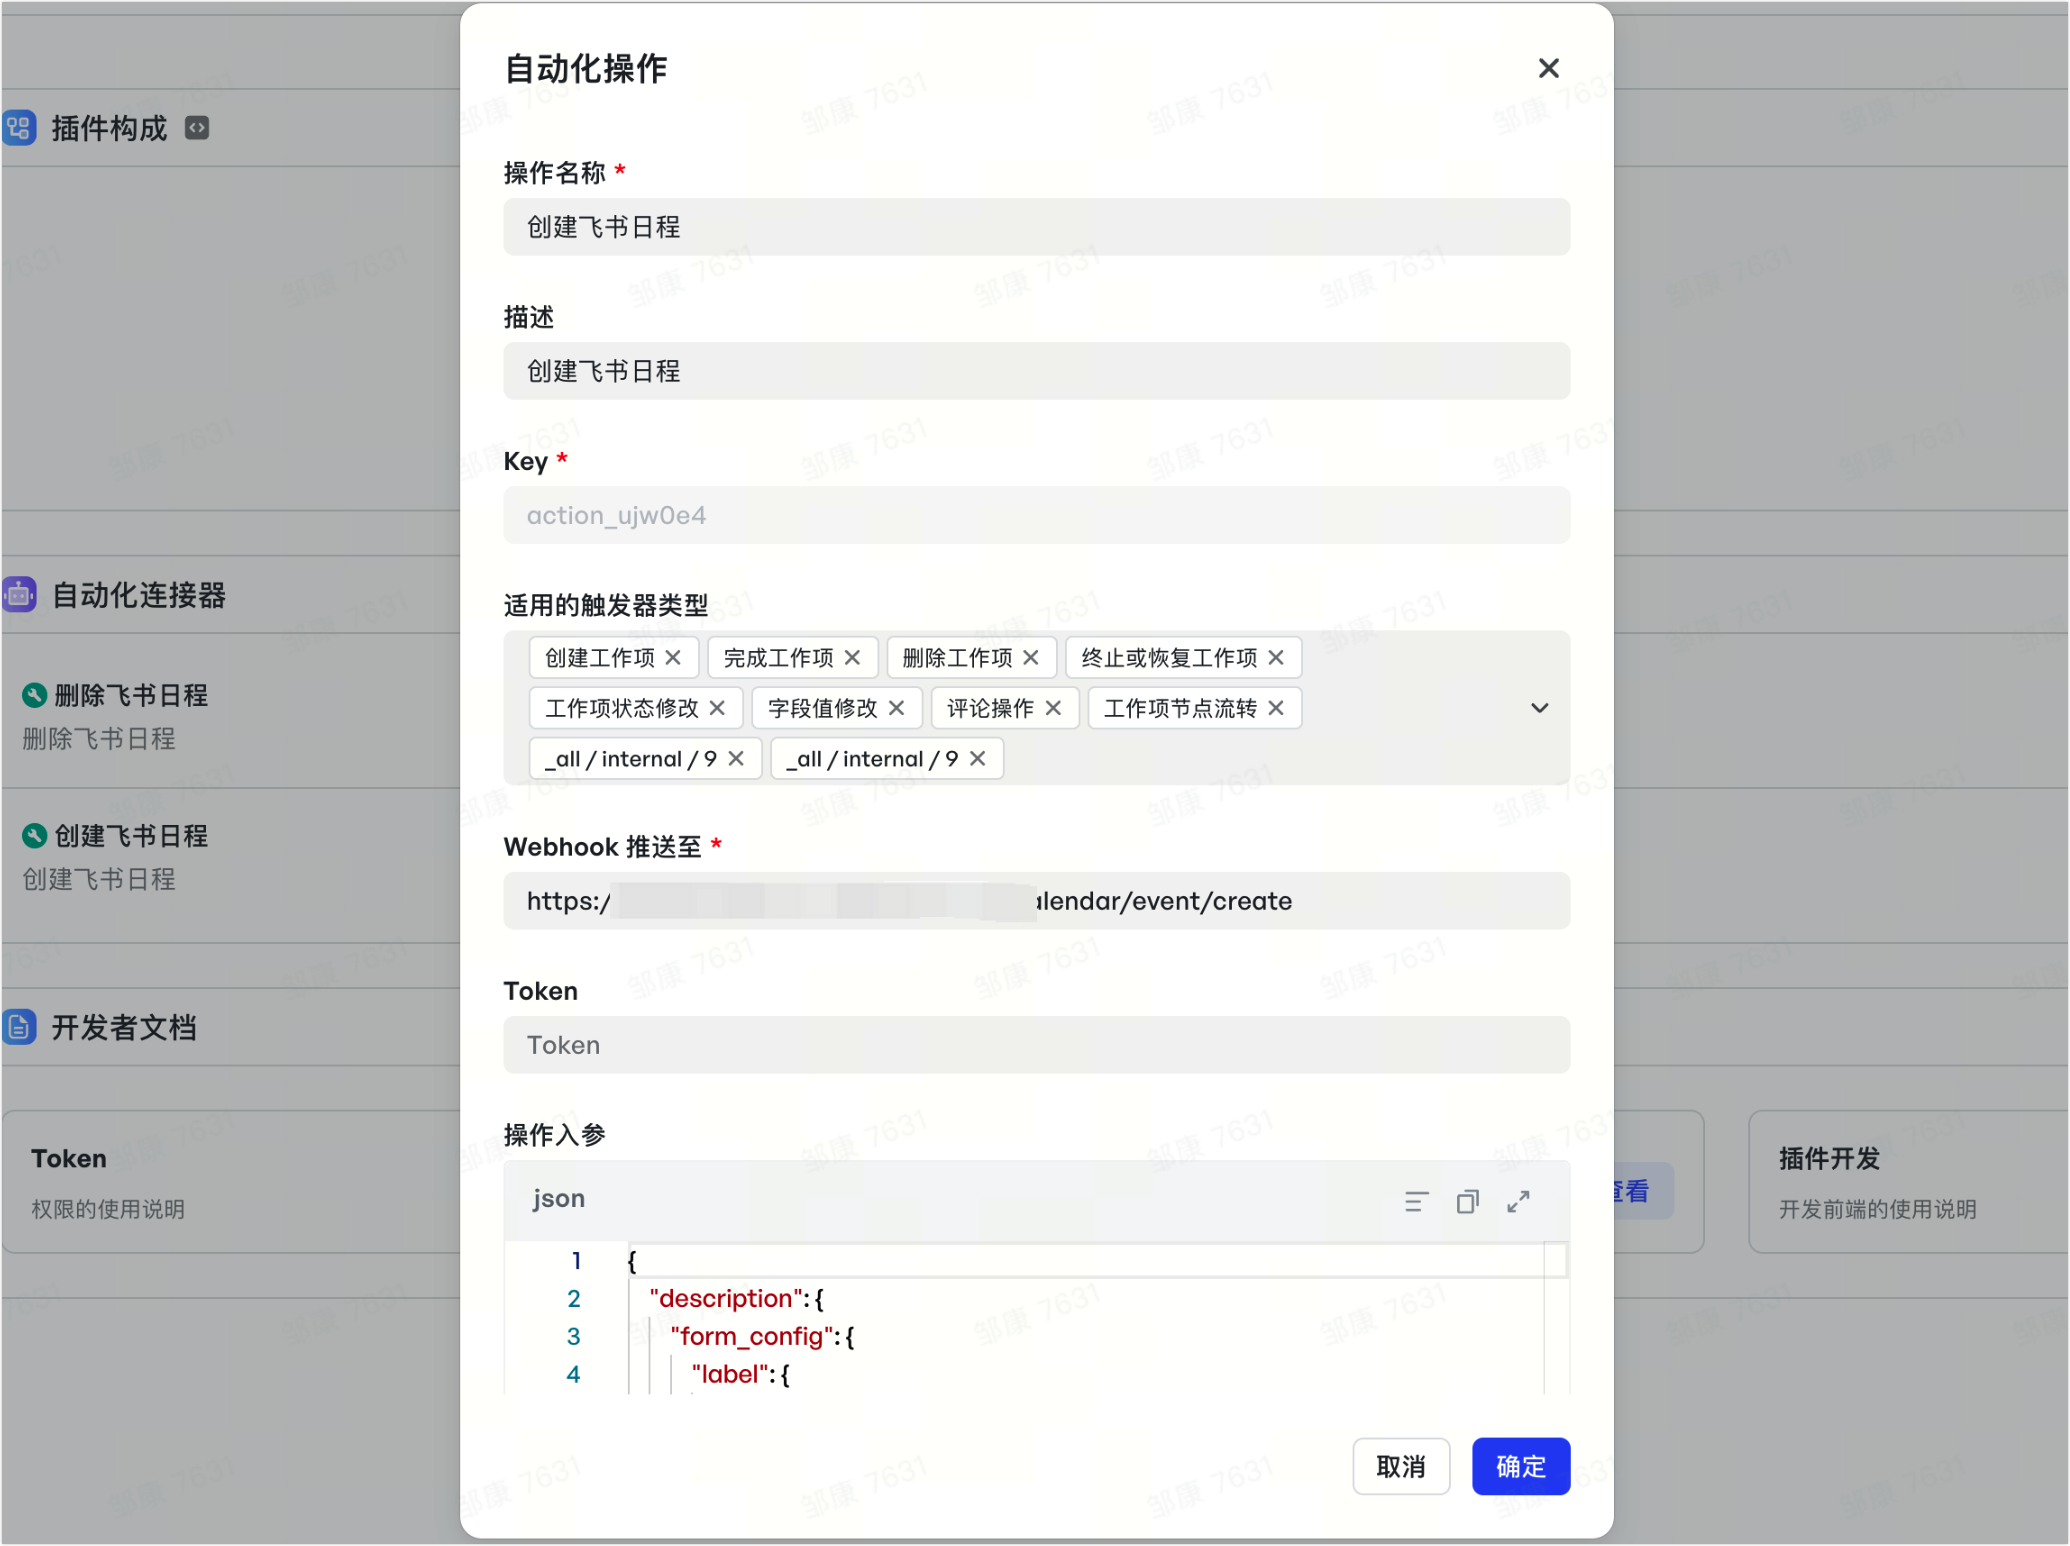 自动化操作
插件构成
操作名称 *
创建飞书日程
描述
创建飞书日程
Key *
action_ujw0e4
自动化连接器
适用的触发器类型
创建工作项
完成工作项
删除工作项
终止或恢复工作项
工作项状态修改
字段值修改
评论操作
工作项节点流转
_all / internal / 9
_all / internal / 9
删除飞书日程
删除飞书日程
创建飞书日程
创建飞书日程
Webhook 推送至 *
https:/
alendar/event/create
Token
Token
开发者文档
Token
权限的使用说明
查看
插件开发
开发前端的使用说明
操作入参
json
1 {
2 "description": {
3 "form_config": {
4 "label": {
取消
确定
邹康 7631